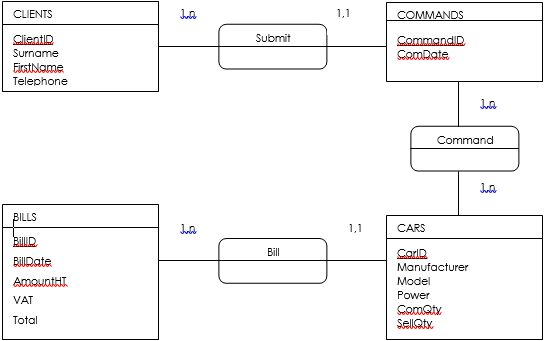 CLIENTS
ClientID
Surname
FirstName
Telephone
1,n
Submit
1,1
COMMANDS
CommandID
ComDate
1,n
Command
1,n
BILLS
BillID
BillDate
AmountHT
VAT
Total
1,n
Bill
1,1
CARS
CarID
Manufacturer
Model
Power
ComQty
SellQty